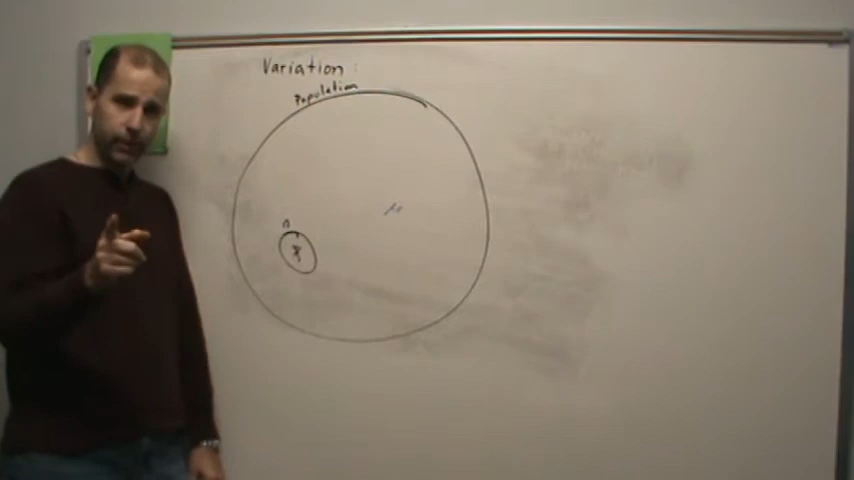 Variation:
Population
μ
n
x̄